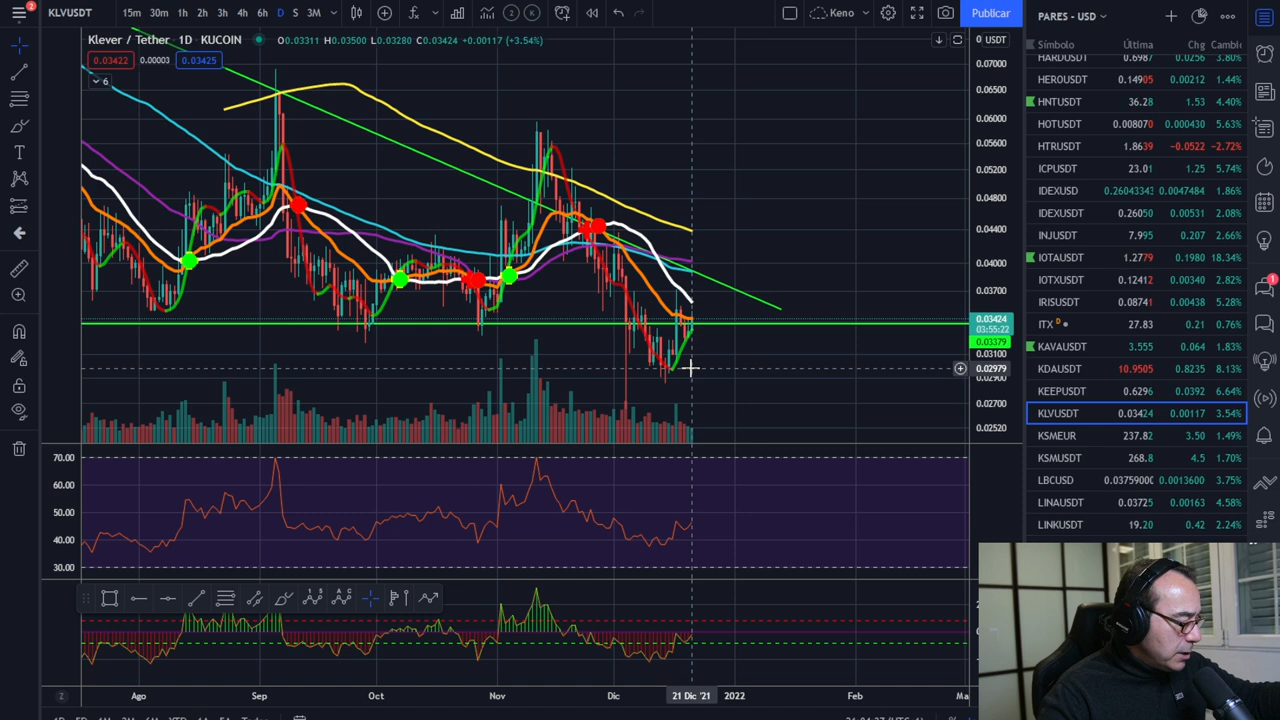 2
KLVUSDT 15m 30m 1h 2h 3h 4h 6h D S 3M 2 K Keno Publicar PARES - USD
Klever / Tether 1D KUCOIN O0.03311 H0.03500 L0.03280 C0.03424 +0.00117 (+3.54%)
0.03422 0.00003 0.03425
6
USDT
0.07000
0.06500
0.06000
0.05600
0.05200
0.04800
0.04400
0.04000
0.03700
0.03424
03:55:22
0.03379
0.03100
0.02979
0.02900
0.02700
0.02520
70.00
60.00
50.00
40.00
30.00
Z Ago Sep Oct Nov Dic 21 Dic '21 2022 Feb Ma
Símbolo Última Chg Cambio
HARDUSDT 0.6987 0.0256 3.80%
HEROUSDT 0.14905 0.00212 1.44%
HNTUSDT 36.28 1.53 4.40%
HOTUSDT 0.008070 0.000430 5.63%
HTRUSDT 1.8639 -0.0522 -2.72%
ICPUSDT 23.01 1.25 5.74%
IDEXUSD 0.26043343 0.0047484 1.86%
IDEXUSDT 0.26050 0.00531 2.08%
INJUSDT 7.995 0.207 2.66%
IOTAUSDT 1.2779 0.1980 18.34%
IOTXUSDT 0.12412 0.00340 2.82%
IRISUSDT 0.08741 0.00438 5.28%
ITX D 27.83 0.21 0.76%
KAVAUSDT 3.555 0.064 1.83%
KDAUSDT 10.9505 0.8235 8.13%
KEEPUSDT 0.6296 0.0392 6.64%
KLVUSDT 0.03424 0.00117 3.54%
KSMEUR 237.82 3.50 1.49%
KSMUSDT 268.8 4.5 1.70%
LBCUSD 0.03759000 0.0013600 3.75%
LINAUSDT 0.03725 0.00163 4.58%
LINKUSDT 19.20 0.42 2.24%
1